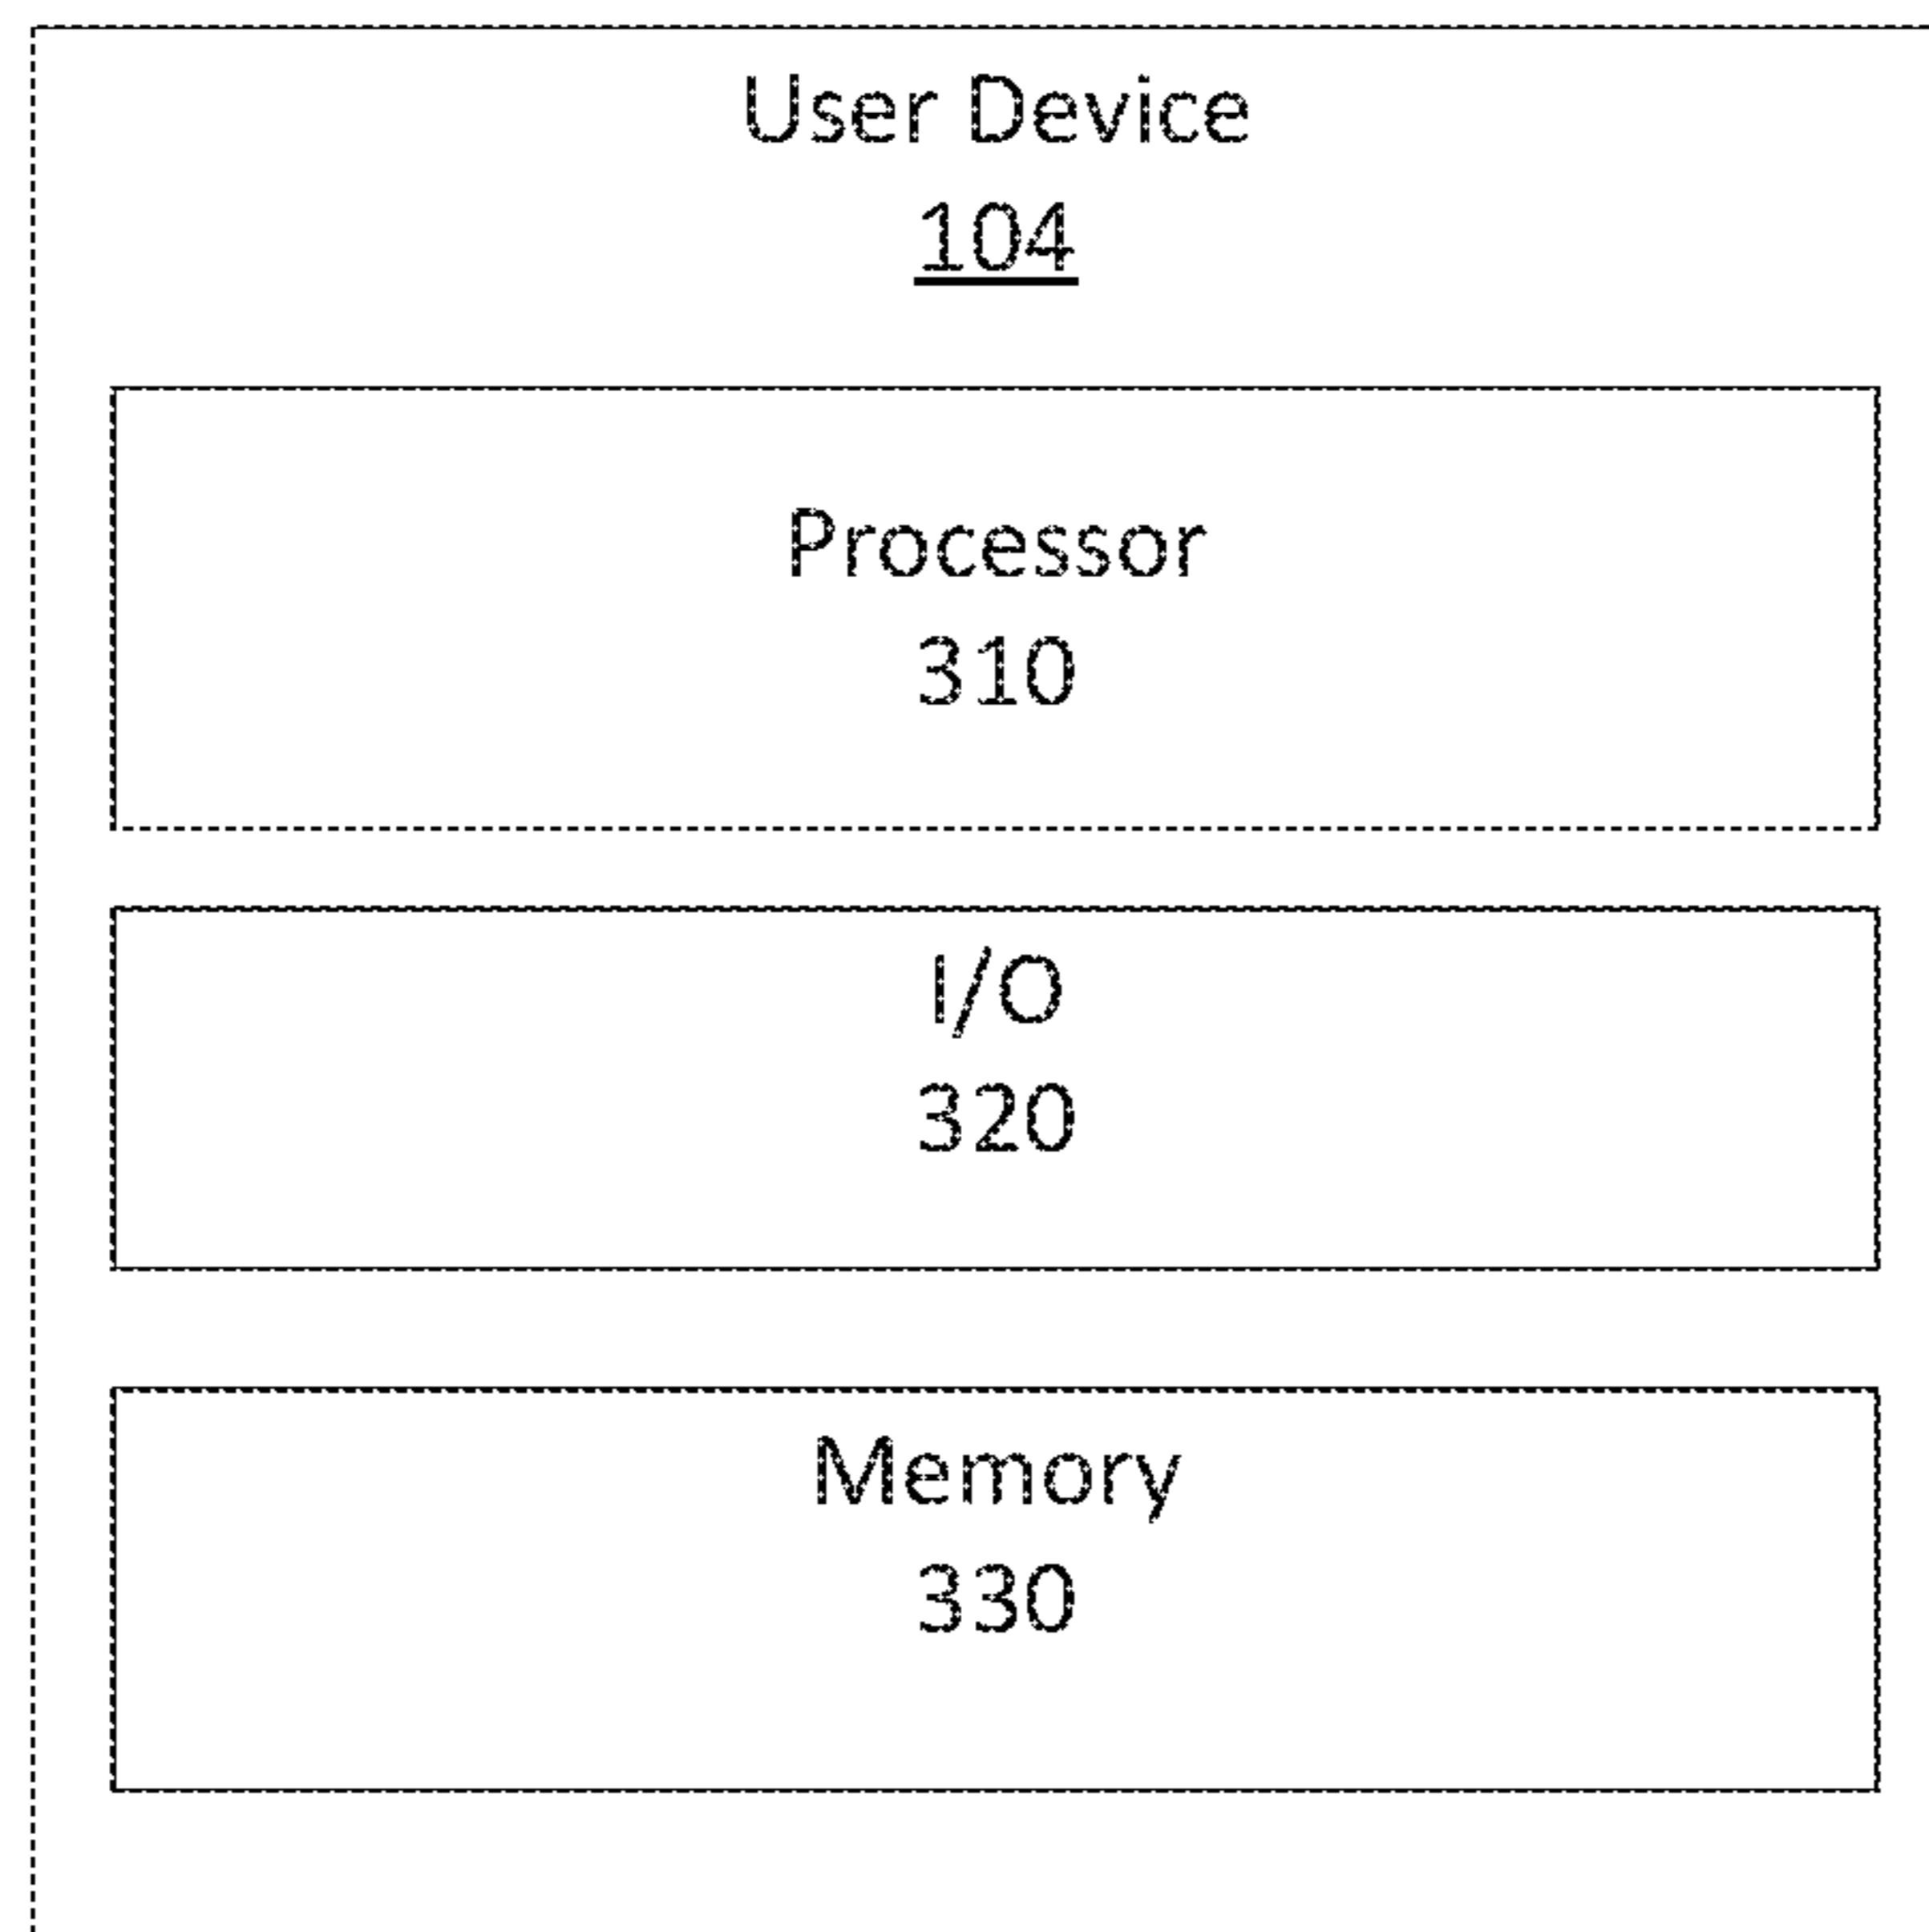 User Device
104
Processor
310
I/O
320
Memory
330